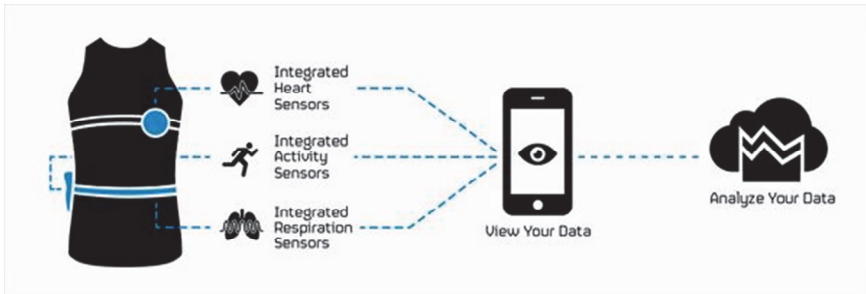 Integrated
Heart
Sensors
Integrated
Activity
Sensors
Integrated
Respiration
Sensors
View Your Data
Analyze Your Data